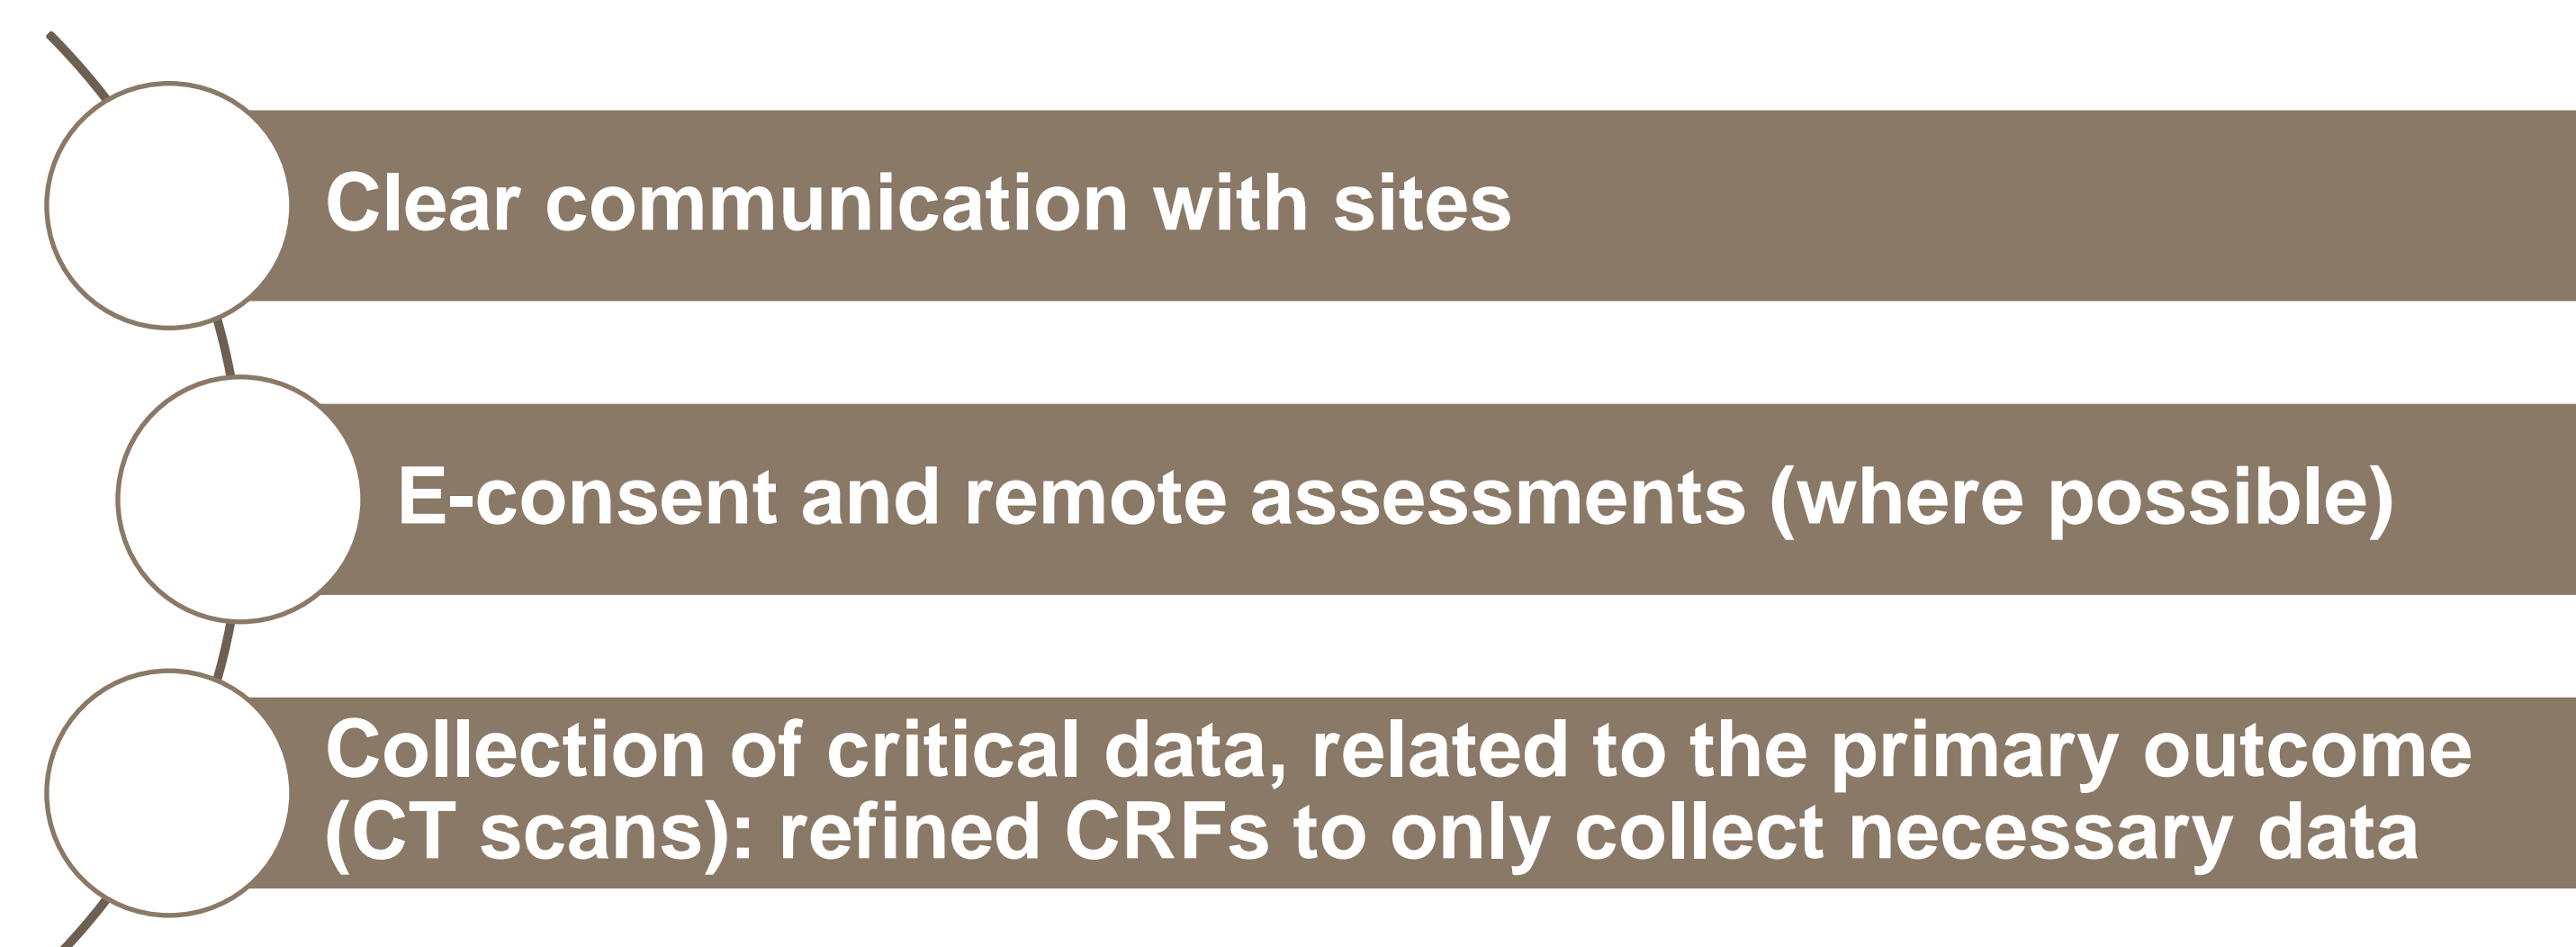 Clear communication with sites
E-consent and remote assessments (where possible)
Collection of critical data, related to the primary outcome
(CT scans): refined CRFs to only collect necessary data